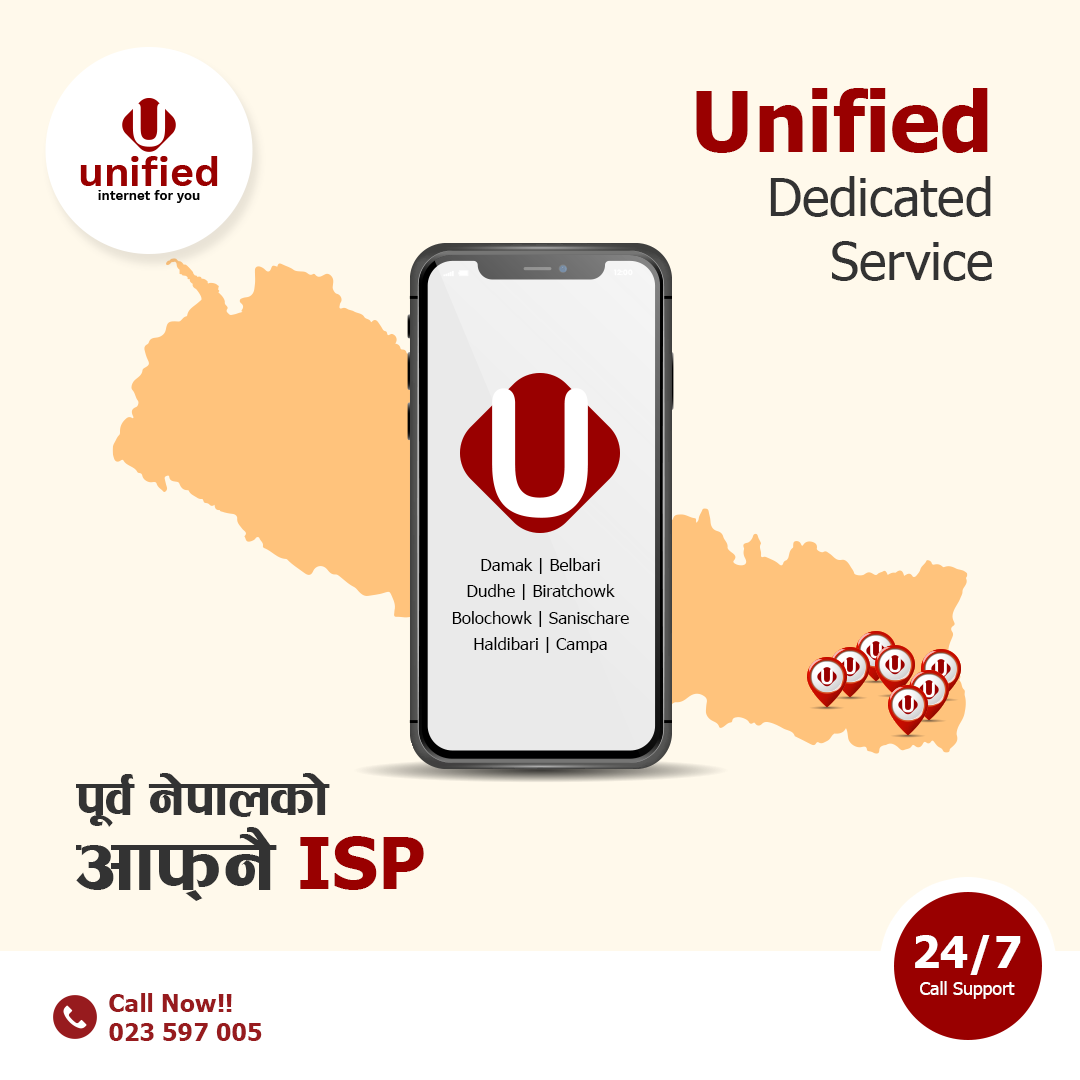 unified
internet for you
Unified
Dedicated
Service
Damak | Belbari
Dudhe | Biratchowk
Bolochowk | Sanischare
Haldibari | Campa
पूर्व नेपालको
आफ्‌नै ISP
24/7
Call Support
Call Now!!
023 597 005